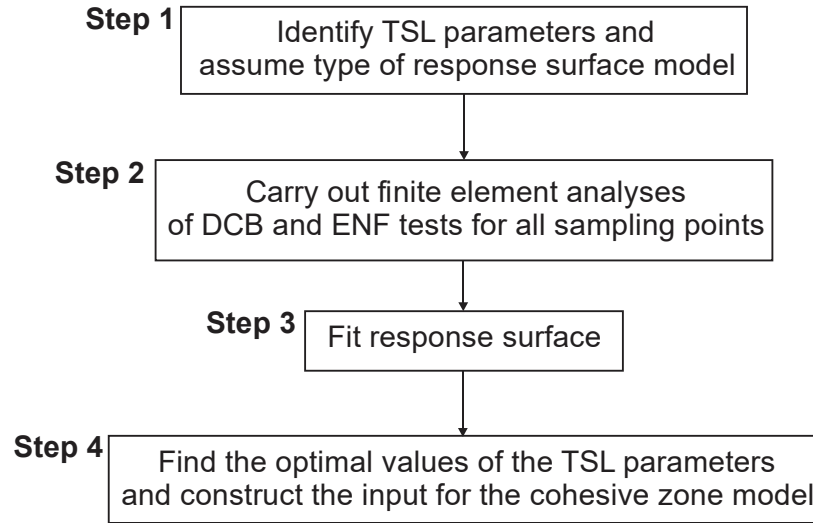 Step 1
Identify TSL parameters and
assume type of response surface model
Step 2
Carry out finite element analyses
of DCB and ENF tests for all sampling points
Step 3
Fit response surface
Step 4
Find the optimal values of the TSL parameters
and construct the input for the cohesive zone model